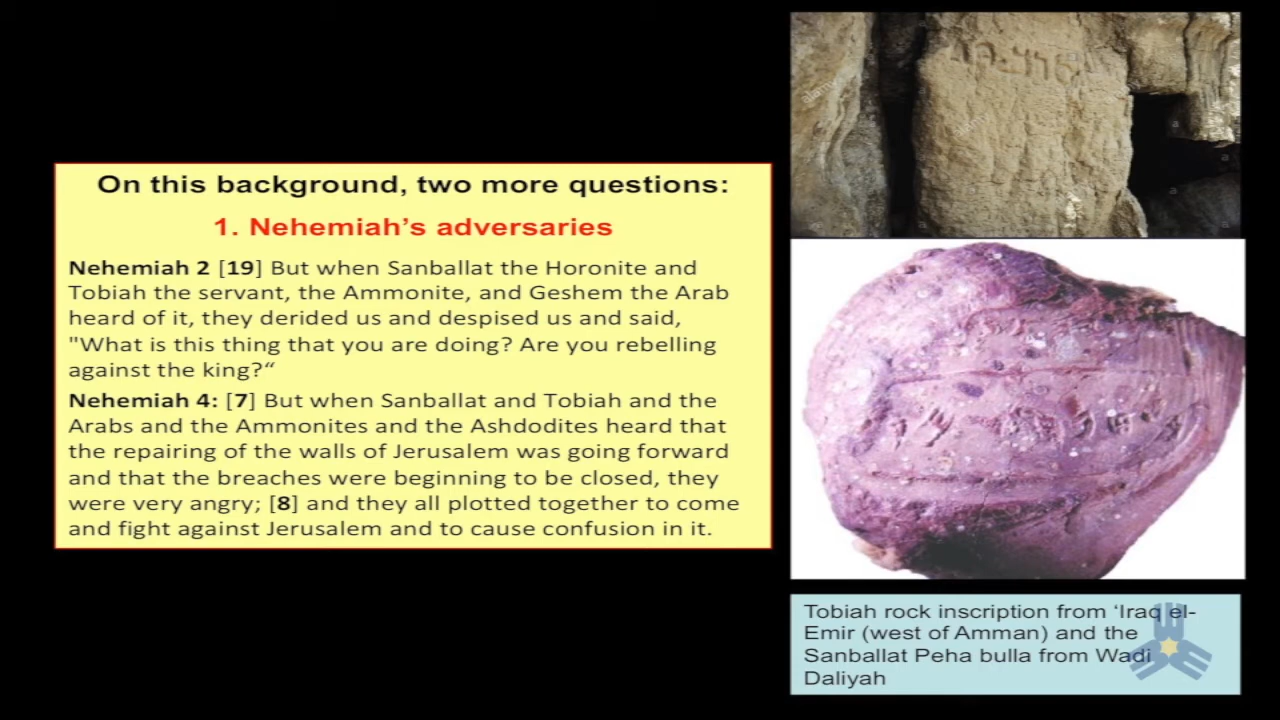 On this background, two more questions:
1. Nehemiah’s adversaries
Nehemiah 2 [19] But when Sanballat the Horonite and
Tobiah the servant, the Ammonite, and Geshem the Arab
heard of it, they derided us and despised us and said,
"What is this thing that you are doing? Are you rebelling
against the king?“
Nehemiah 4: [7] But when Sanballat and Tobiah and the
Arabs and the Ammonites and the Ashdodites heard that
the repairing of the walls of Jerusalem was going forward
and that the breaches were beginning to be closed, they
were very angry; [8] and they all plotted together to come
and fight against Jerusalem and to cause confusion in it.
Tobiah rock inscription from ‘Iraq el-
Emir (west of Amman) and the
Sanballat Peha bulla from Wadi
Daliyah